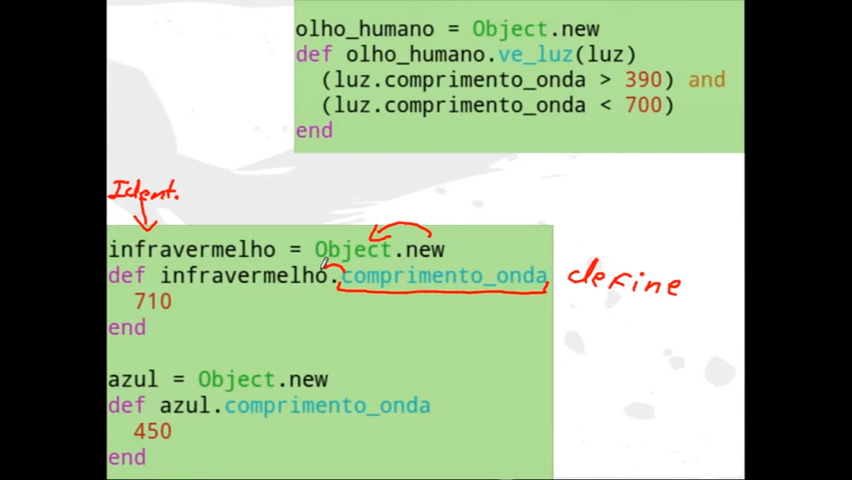 olho_humano = Object.new
def olho_humano.ve_luz(luz)
(luz.comprimento_onda > 390) and
(luz.comprimento_onda < 700)
end
Ident.
infravermelho = Object.new
def infravermelho.comprimento_onda define
710
end
azul = Object.new
def azul.comprimento_onda
450
end